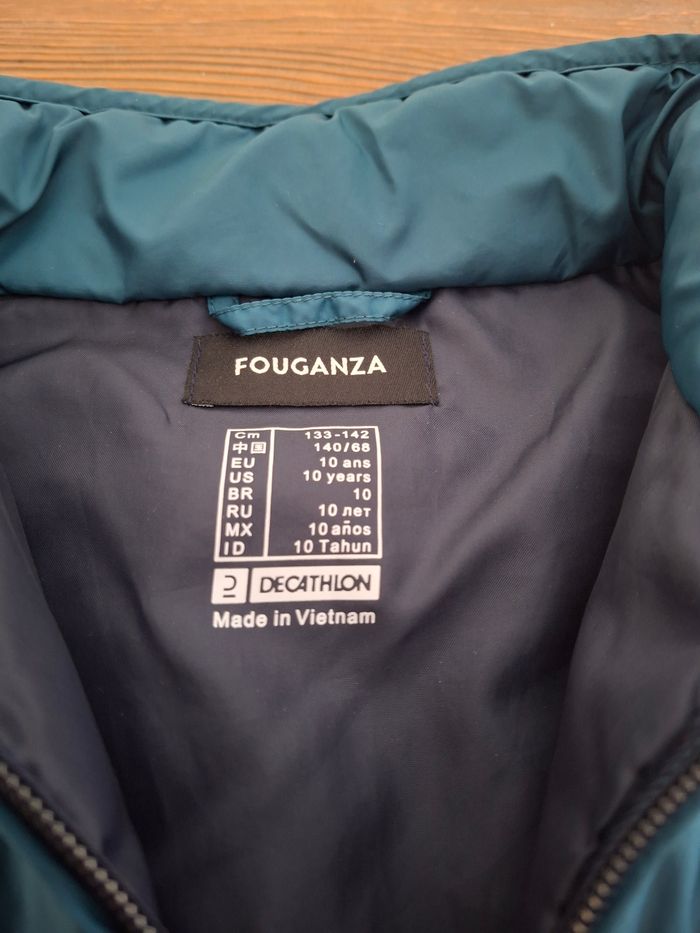 FOUGANZA
Cm 133-142
中国 140/68
EU 10 ans
US 10 years
BR 10
RU 10 лет
MX 10 años
ID 10 Tahun
DECATHLON
Made in Vietnam